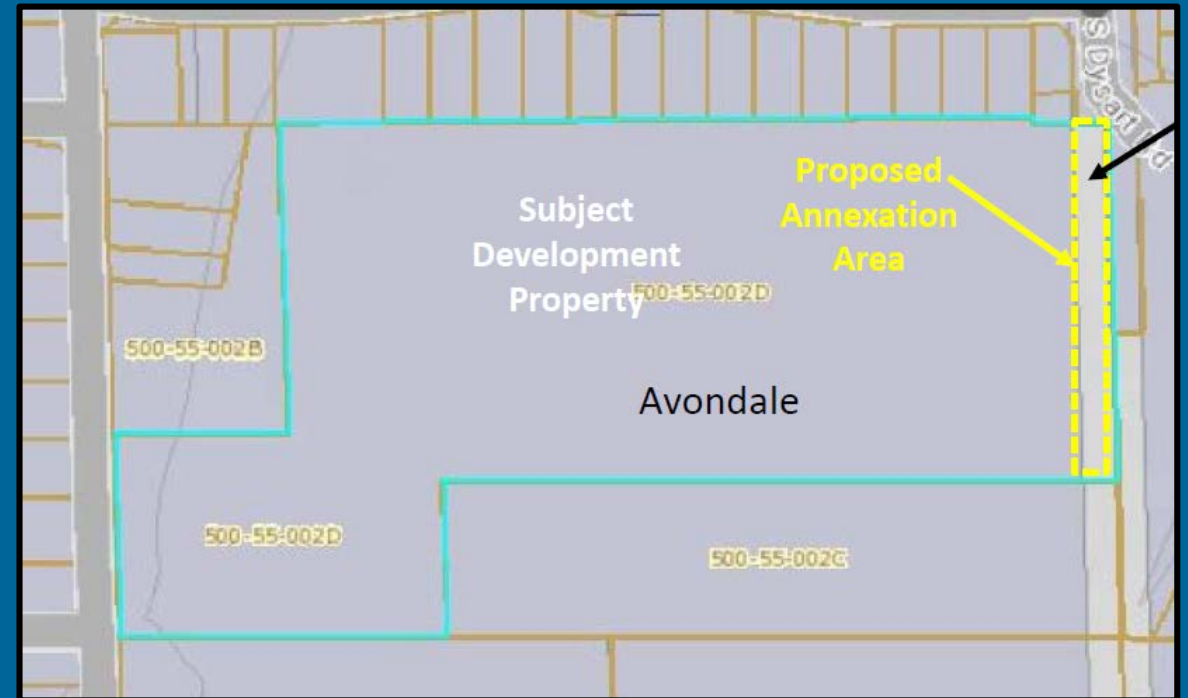 S Dysart Rd
Proposed
Annexation
Area
Subject
Development
Property
500-55-002D
500-55-002B
Avondale
500-55-002D
500-55-002C